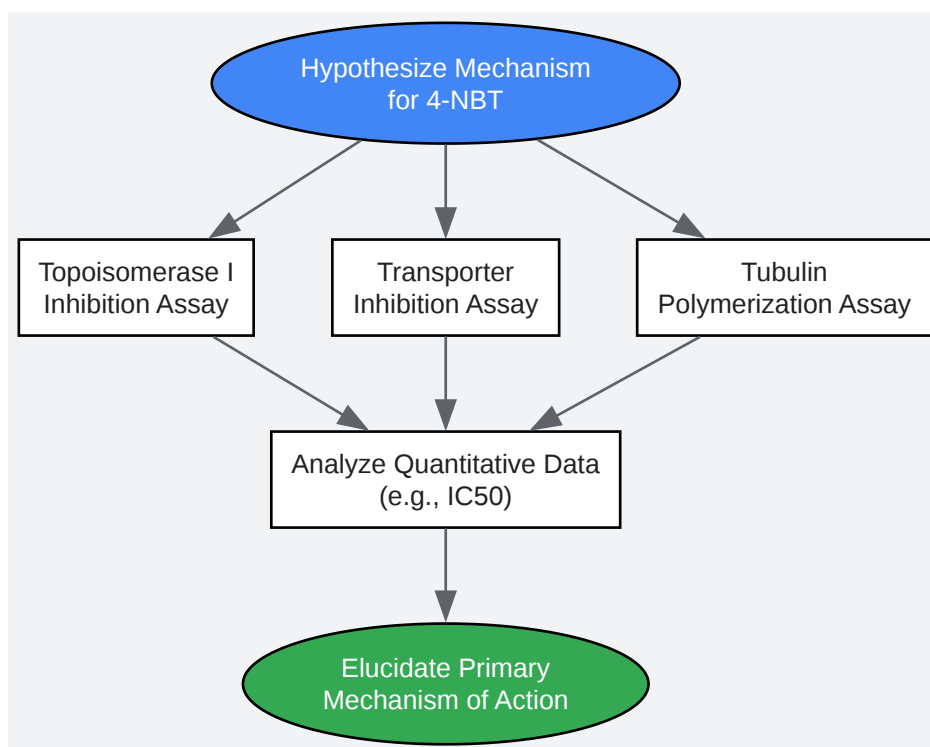 Hypothesize Mechanism
for 4-NBT
Topoisomerase I
Inhibition Assay
Transporter
Inhibition Assay
Tubulin
Polymerization Assay
Analyze Quantitative Data
(e.g., IC50)
Elucidate Primary
Mechanism of Action